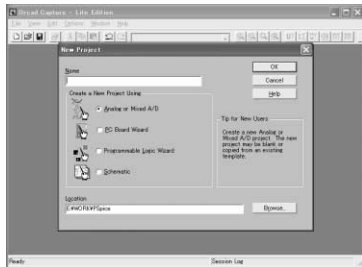 Orcad Capture - Lite Edition
File View Edit Options Window Help
New Project
Name
OK
Cancel
Help
Create a New Project Using
Analog or Mixed A/D
PC Board Wizard
Programmable Logic Wizard
Schematic
Tip for New Users
Create a new Analog or
Mixed A/D project. The new
project may be blank or
copied from an existing
template.
Location
Browse...
Ready
Session Log